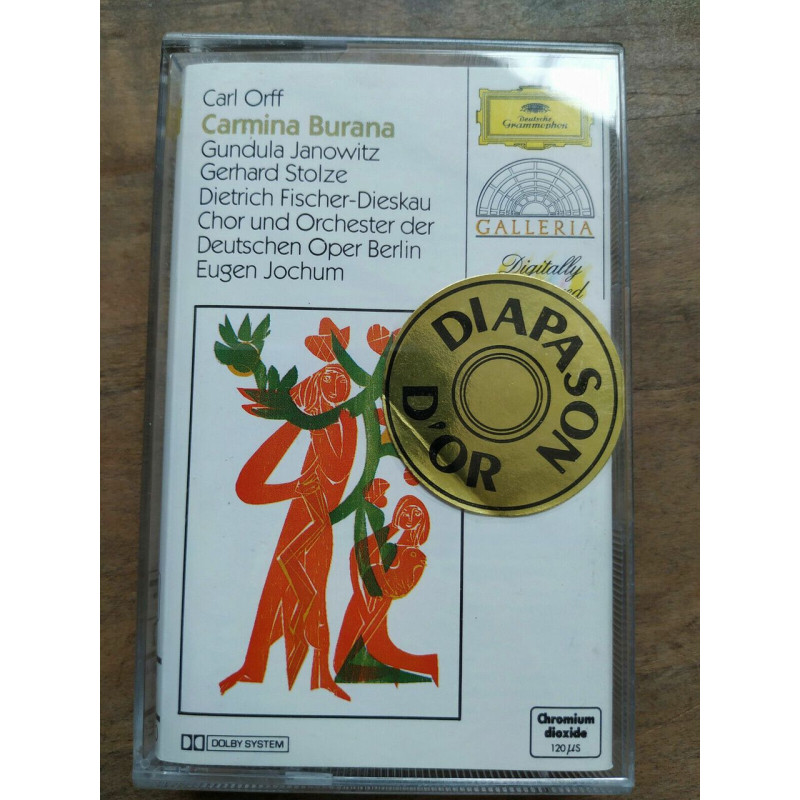 Carl Orff
Carmina Burana
Gundula Janowitz
Gerhard Stolze
Dietrich Fischer-Dieskau
Chor und Orchester der
Deutschen Oper Berlin
Eugen Jochum
Deutsche
Grammophon
GALLERIA
Digitally
DIAPASON
D'OR
DOLBY SYSTEM
Chromium
dioxide
120 µs